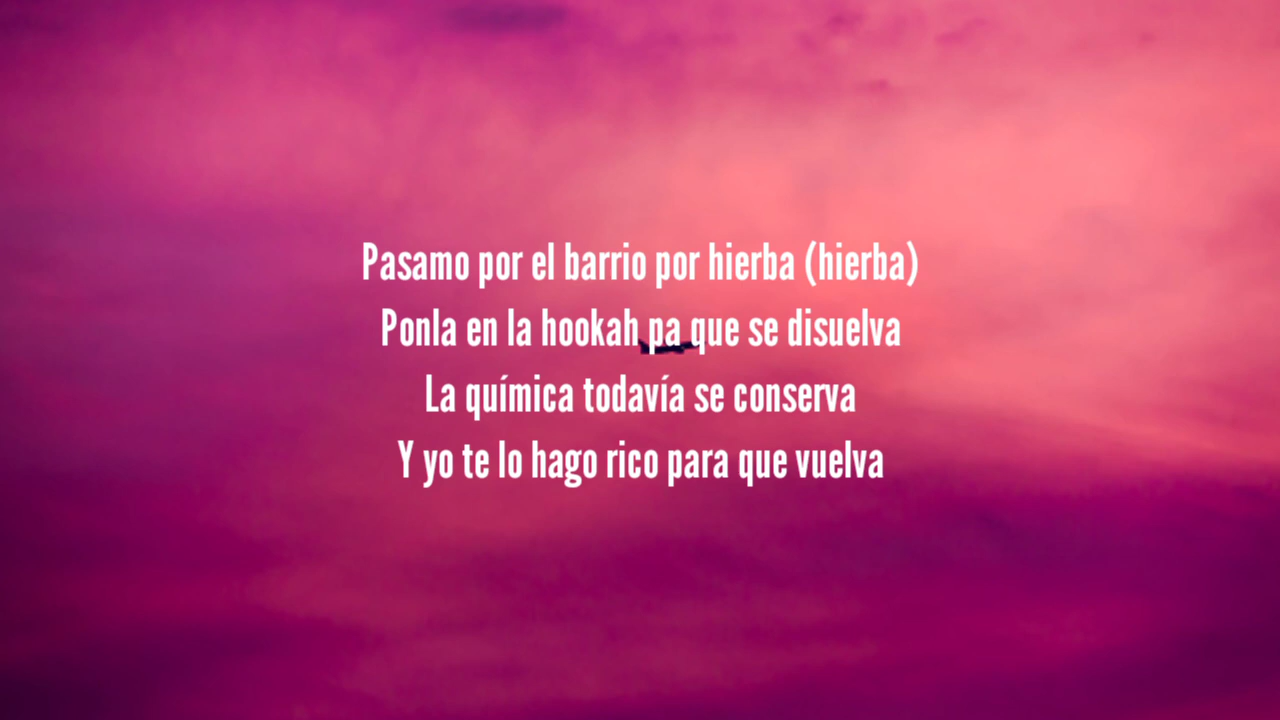 Pasamo por el barrio por hierba (hierba)
Ponla en la hookah pa que se disuelva
La química todavía se conserva
Y yo te lo hago rico para que vuelva